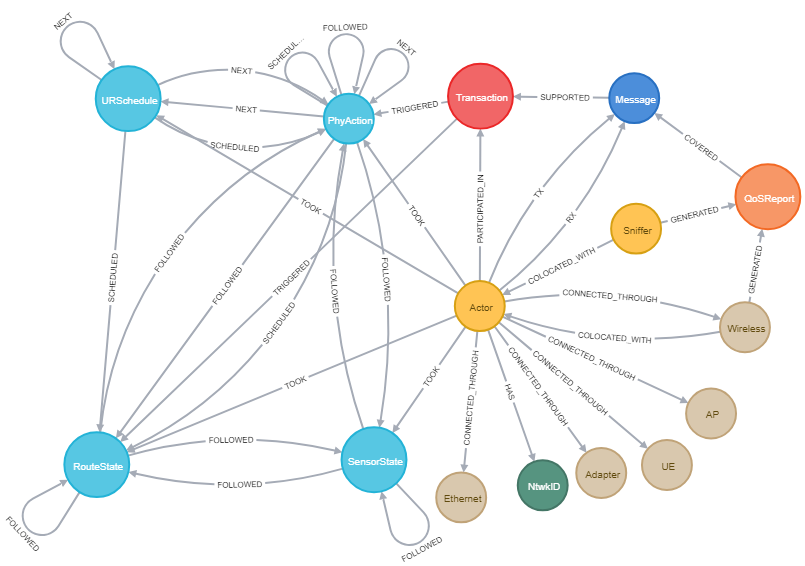 NEXT
FOLLOWED
SCHEDUL...
NEXT
NEXT
URSchedule
NEXT
PhyAction
TRIGGERED
Transaction
SUPPORTED
Message
SCHEDULED
COVERED
TX
RX
QoSReport
TOOK
TOOK
PARTICIPATED_IN
GENERATED
Sniffer
COLOCATED_WITH
SCHEDULED
FOLLOWED
FOLLOWED
TRIGGERED
FOLLOWED
FOLLOWED
GENERATED
CONNECTED_THROUGH
Actor
COLOCATED_WITH
Wireless
SCHEDULED
CONNECTED_THROUGH
CONNECTED_THROUGH
CONNECTED_THROUGH
CONNECTED_THROUGH
TOOK
TOOK
HAS
AP
FOLLOWED
RouteState
SensorState
FOLLOWED
Ethernet
NtwkID
Adapter
UE
FOLLOWED
FOLLOWED